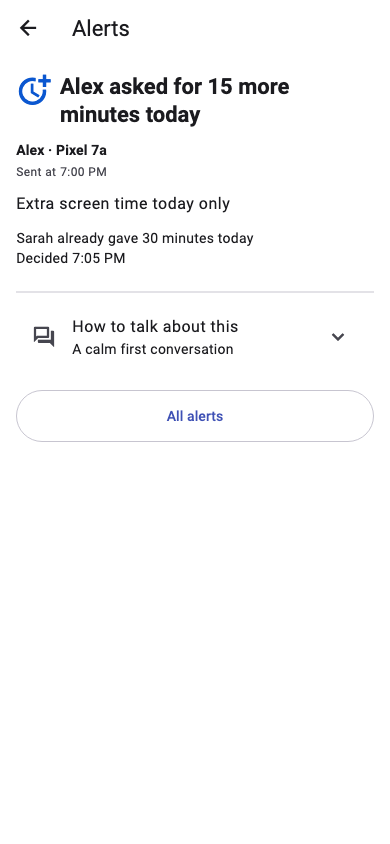 Alerts
Alex asked for 15 more
minutes today
Alex · Pixel 7a
Sent at 7:00 PM
Extra screen time today only
Sarah already gave 30 minutes today
Decided 7:05 PM
How to talk about this
A calm first conversation
All alerts